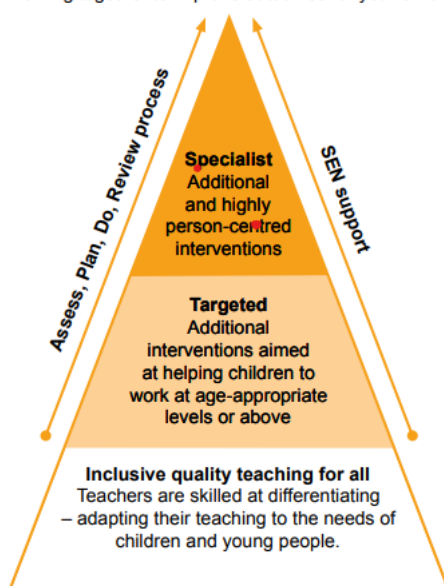 Assess, Plan, Do, Review process
SEN support
Specialist
Additional
and highly
person-centred
interventions
Targeted
Additional
interventions aimed
at helping children to
work at age-appropriate
levels or above
Inclusive quality teaching for all
Teachers are skilled at differentiating
– adapting their teaching to the needs of
children and young people.